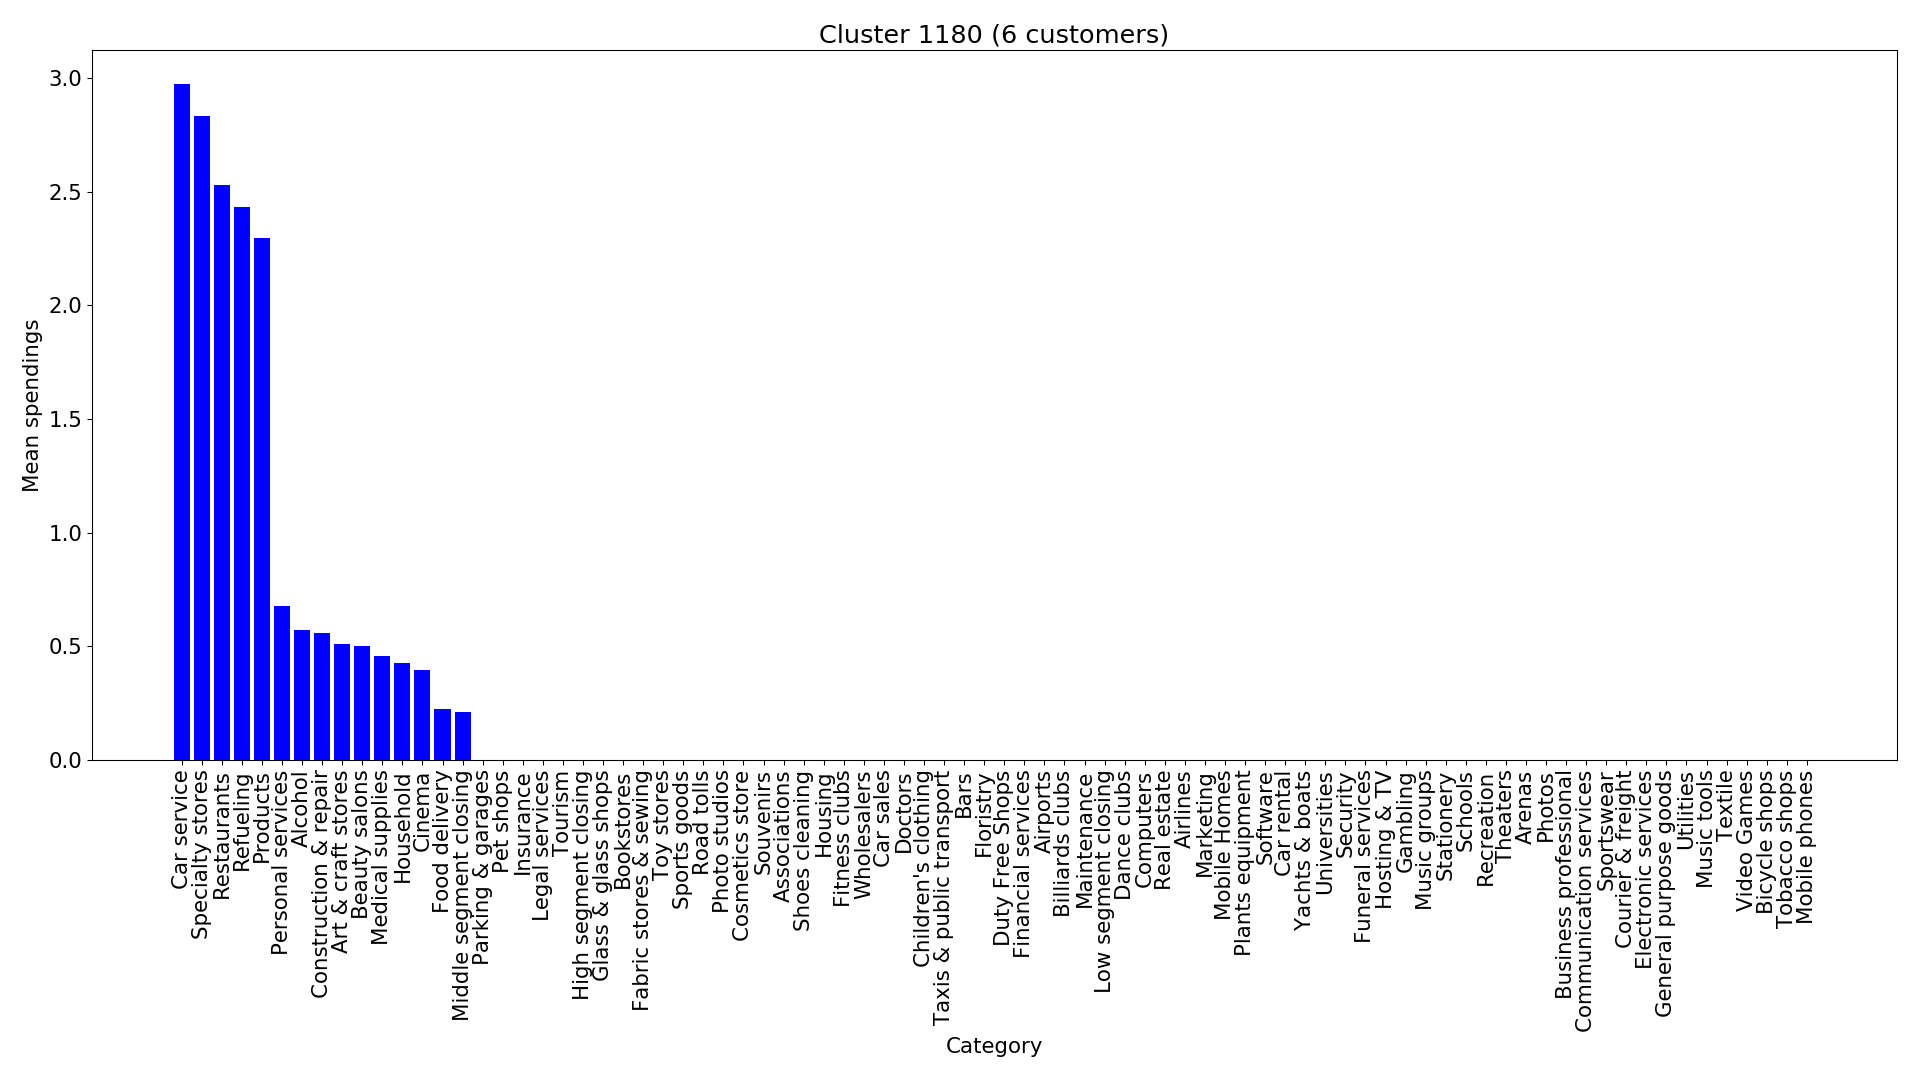 Cluster 1180 (6 customers)
Mean spendings
3.0
2.5
2.0
1.5
1.0
0.5
0.0
Car service
Specialty stores
Restaurants
Refueling
Products
Personal services
Alcohol
Construction & repair
Art & craft stores
Beauty salons
Medical supplies
Household
Cinema
Food delivery
Middle segment closing
Parking & garages
Pet shops
Insurance
Legal services
Tourism
High segment closing
Glass & glass shops
Bookstores
Fabric stores & sewing
Toy stores
Sports goods
Road tolls
Photo studios
Cosmetics store
Souvenirs
Associations
Shoes cleaning
Housing
Fitness clubs
Wholesalers
Car sales
Doctors
Children's clothing
Taxis & public transport
Bars
Floristry
Duty Free Shops
Financial services
Airports
Billiards clubs
Maintenance
Low segment closing
Dance clubs
Computers
Real estate
Airlines
Marketing
Mobile Homes
Plants equipment
Software
Car rental
Yachts & boats
Universities
Security
Funeral services
Hosting & TV
Gambling
Music groups
Stationery
Schools
Recreation
Theaters
Arenas
Photos
Business professional
Communication services
Sportswear
Courier & freight
Electronic services
General purpose goods
Utilities
Music tools
Textile
Video Games
Bicycle shops
Tobacco shops
Mobile phones
Category